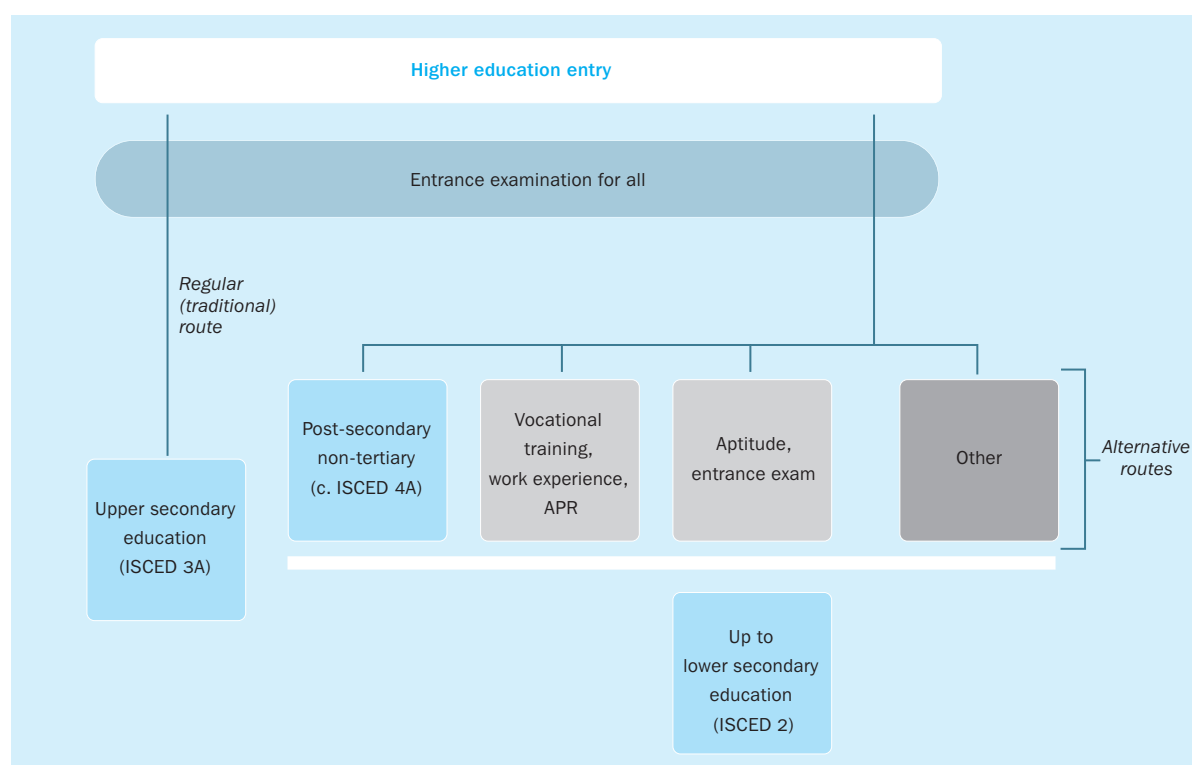 Higher education entry
Entrance examination for all
Regular
(traditional)
route
Post-secondary
non-tertiary
(c. ISCED 4A)
Vocational
training,
work experience,
APR
Aptitude,
entrance exam
Other
Alternative
routes
Upper secondary
education
(ISCED 3A)
Up to
lower secondary
education
(ISCED 2)